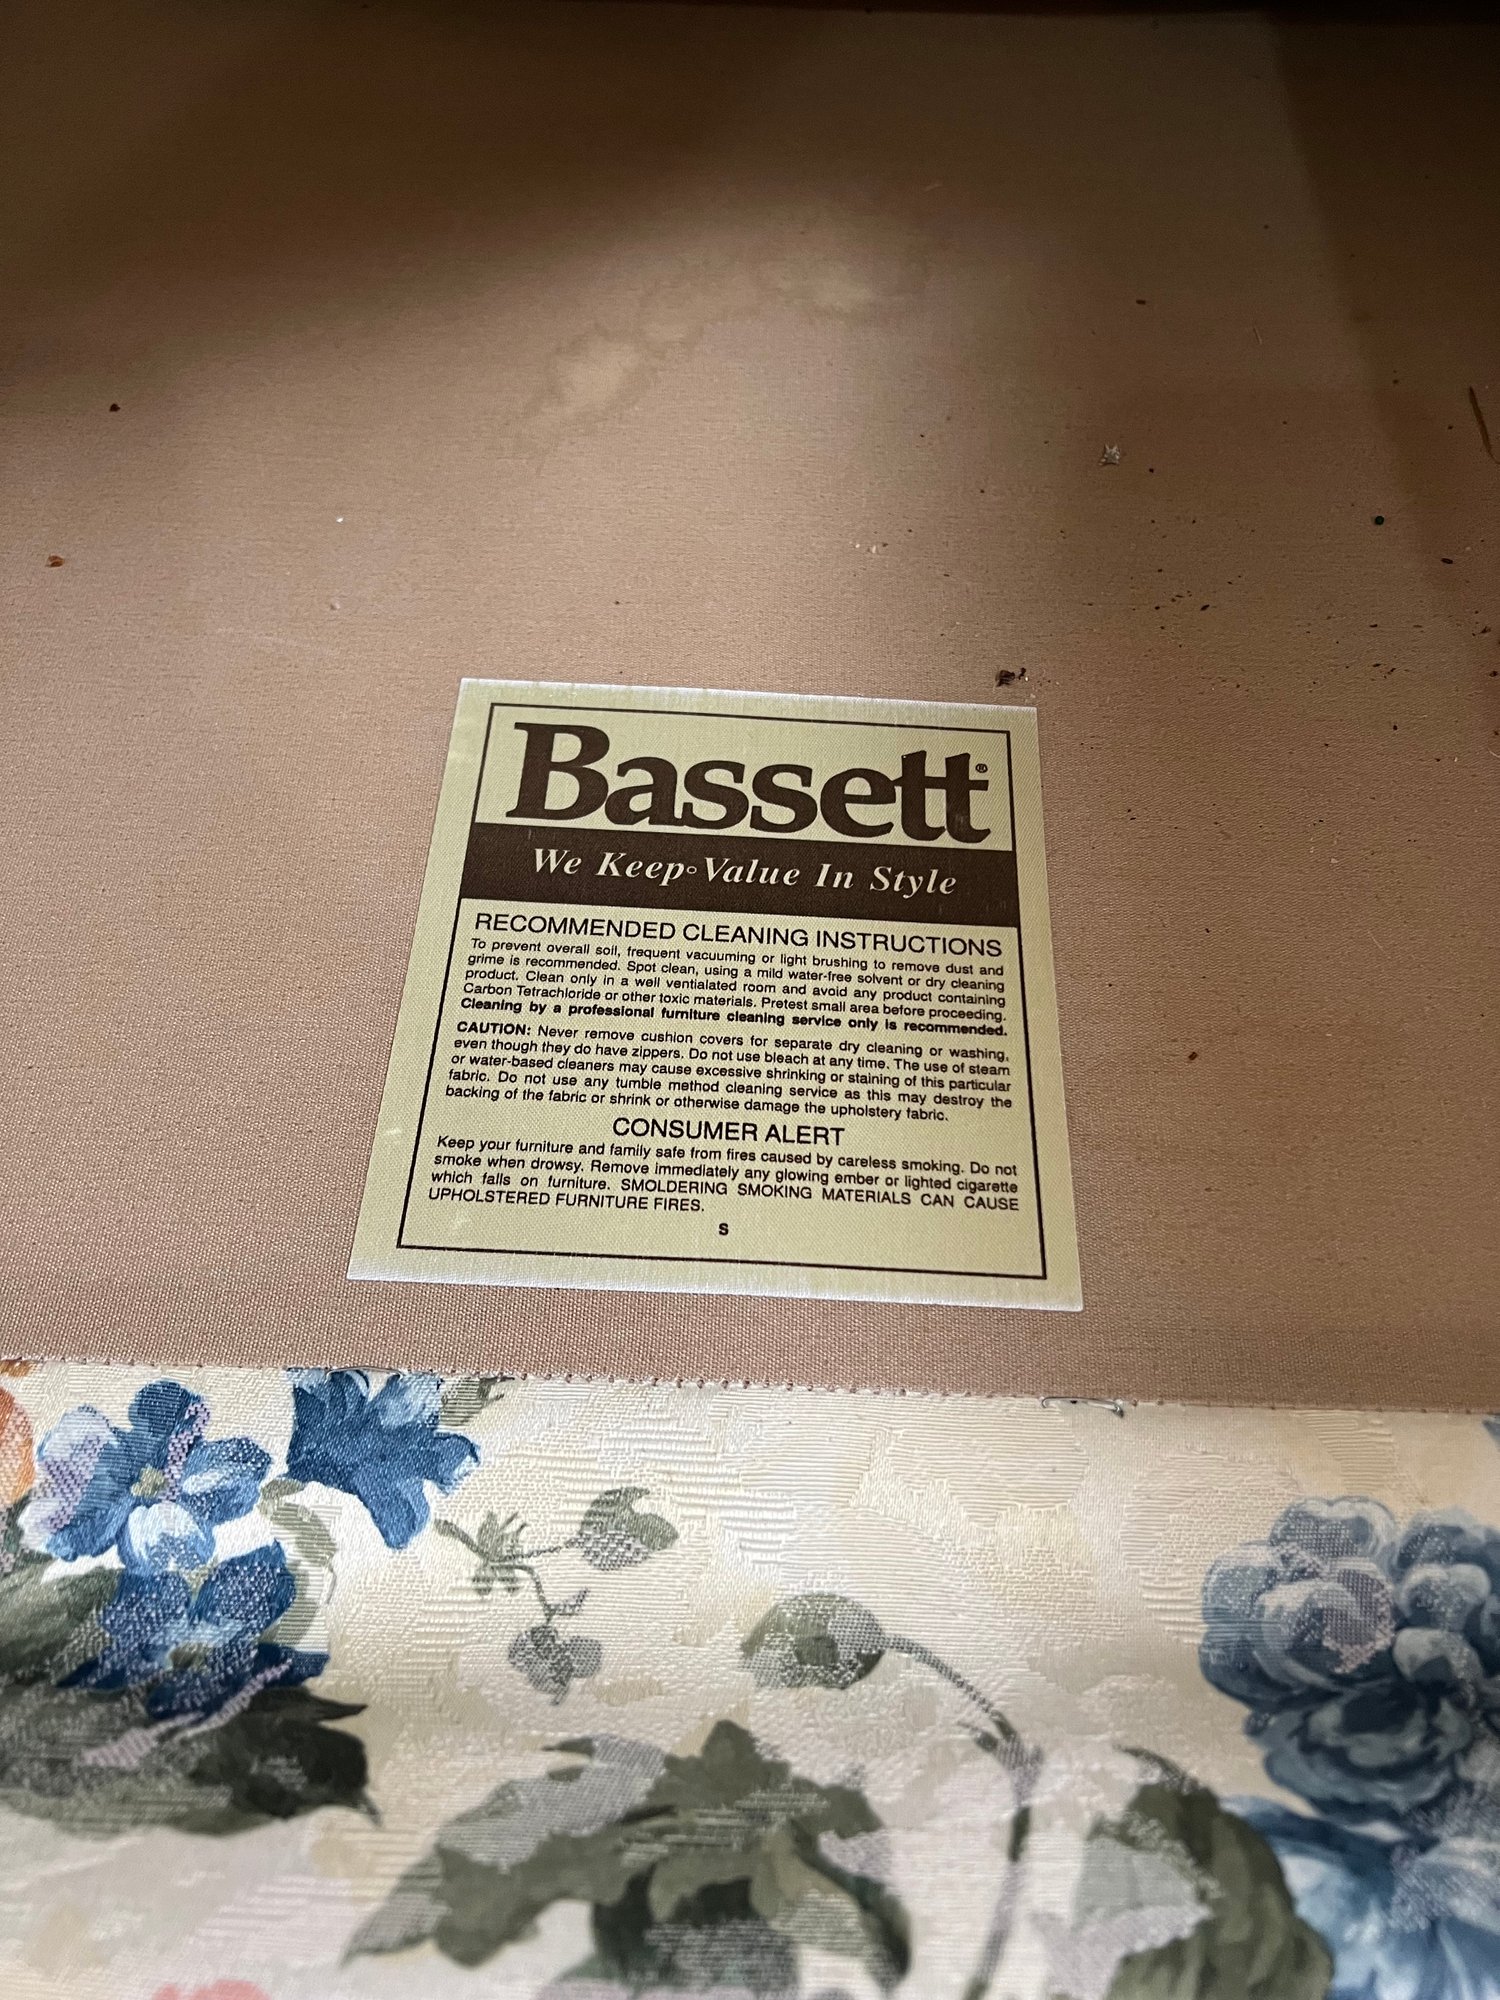 Bassett®
We Keep Value In Style
RECOMMENDED CLEANING INSTRUCTIONS
To prevent overall soil, frequent vacuuming or light brushing to remove dust and
grime is recommended. Spot clean, using a mild water-free solvent or dry cleaning
product. Clean only in a well ventialated room and avoid any product containing
Carbon Tetrachloride or other toxic materials. Pretest small area before proceeding.
Cleaning by a professional furniture cleaning service only is recommended.
CAUTION: Never remove cushion covers for separate dry cleaning or washing,
even though they do have zippers. Do not use bleach at any time. The use of steam
or water-based cleaners may cause excessive shrinking or staining of this particular
fabric. Do not use any tumble method cleaning service as this may destroy the
backing of the fabric or shrink or otherwise damage the upholstery fabric.
CONSUMER ALERT
Keep your furniture and family safe from fires caused by careless smoking. Do not
smoke when drowsy. Remove immediately any glowing ember or lighted cigarette
which falls on furniture. SMOLDERING SMOKING MATERIALS CAN CAUSE
UPHOLSTERED FURNITURE FIRES.
S